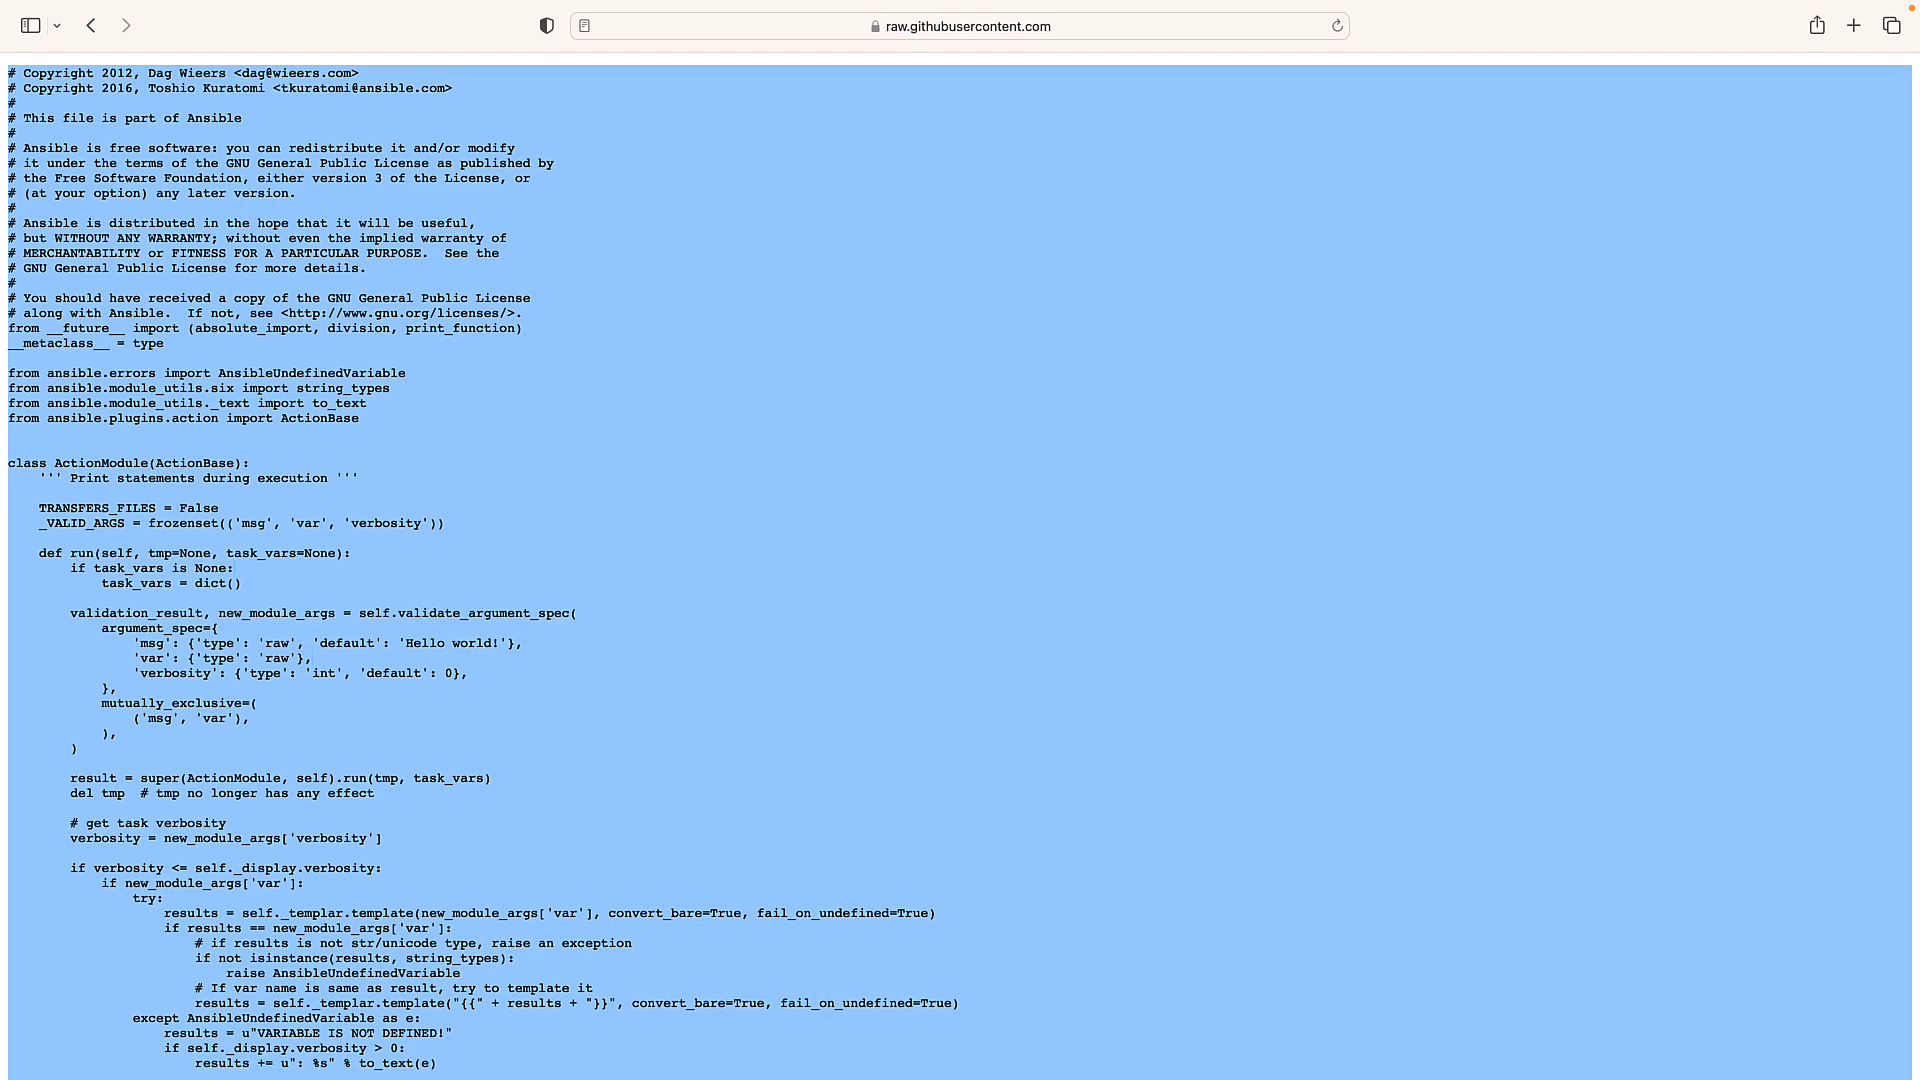 raw.githubusercontent.com
# Copyright 2012, Dag Wieers <dag@wieers.com>
# Copyright 2016, Toshio Kuratomi <tkuratomi@ansible.com>
#
# This file is part of Ansible
#
# Ansible is free software: you can redistribute it and/or modify
# it under the terms of the GNU General Public License as published by
# the Free Software Foundation, either version 3 of the License, or
# (at your option) any later version.
#
# Ansible is distributed in the hope that it will be useful,
# but WITHOUT ANY WARRANTY; without even the implied warranty of
# MERCHANTABILITY or FITNESS FOR A PARTICULAR PURPOSE.  See the
# GNU General Public License for more details.
#
# You should have received a copy of the GNU General Public License
# along with Ansible.  If not, see <http://www.gnu.org/licenses/>.
from __future__ import (absolute_import, division, print_function)
__metaclass__ = type

from ansible.errors import AnsibleUndefinedVariable
from ansible.module_utils.six import string_types
from ansible.module_utils._text import to_text
from ansible.plugins.action import ActionBase


class ActionModule(ActionBase):
    ''' Print statements during execution '''

    TRANSFERS_FILES = False
    _VALID_ARGS = frozenset(('msg', 'var', 'verbosity'))

    def run(self, tmp=None, task_vars=None):
        if task_vars is None:
            task_vars = dict()

        validation_result, new_module_args = self.validate_argument_spec(
            argument_spec={
                'msg': {'type': 'raw', 'default': 'Hello world!'},
                'var': {'type': 'raw'},
                'verbosity': {'type': 'int', 'default': 0},
            },
            mutually_exclusive=(
                ('msg', 'var'),
            ),
        )

        result = super(ActionModule, self).run(tmp, task_vars)
        del tmp  # tmp no longer has any effect

        # get task verbosity
        verbosity = new_module_args['verbosity']

        if verbosity <= self._display.verbosity:
            if new_module_args['var']:
                try:
                    results = self._templar.template(new_module_args['var'], convert_bare=True, fail_on_undefined=True)
                    if results == new_module_args['var']:
                        # if results is not str/unicode type, raise an exception
                        if not isinstance(results, string_types):
                            raise AnsibleUndefinedVariable
                        # If var name is same as result, try to template it
                        results = self._templar.template("{{" + results + "}}", convert_bare=True, fail_on_undefined=True)
                except AnsibleUndefinedVariable as e:
                    results = u"VARIABLE IS NOT DEFINED!"
                    if self._display.verbosity > 0:
                        results += u": %s" % to_text(e)